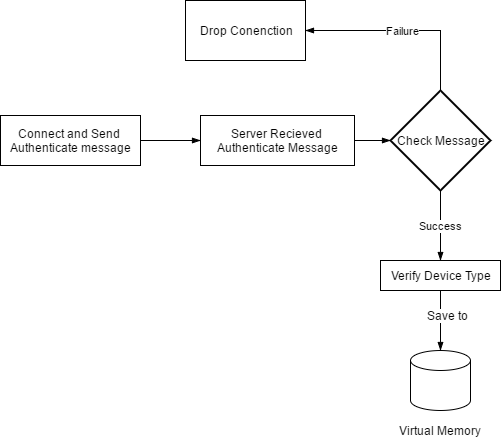 Drop Conenction
Failure
Connect and Send
Authenticate message
Server Recieved
Authenticate Message
Check Message
Success
Verify Device Type
Save to
Virtual Memory